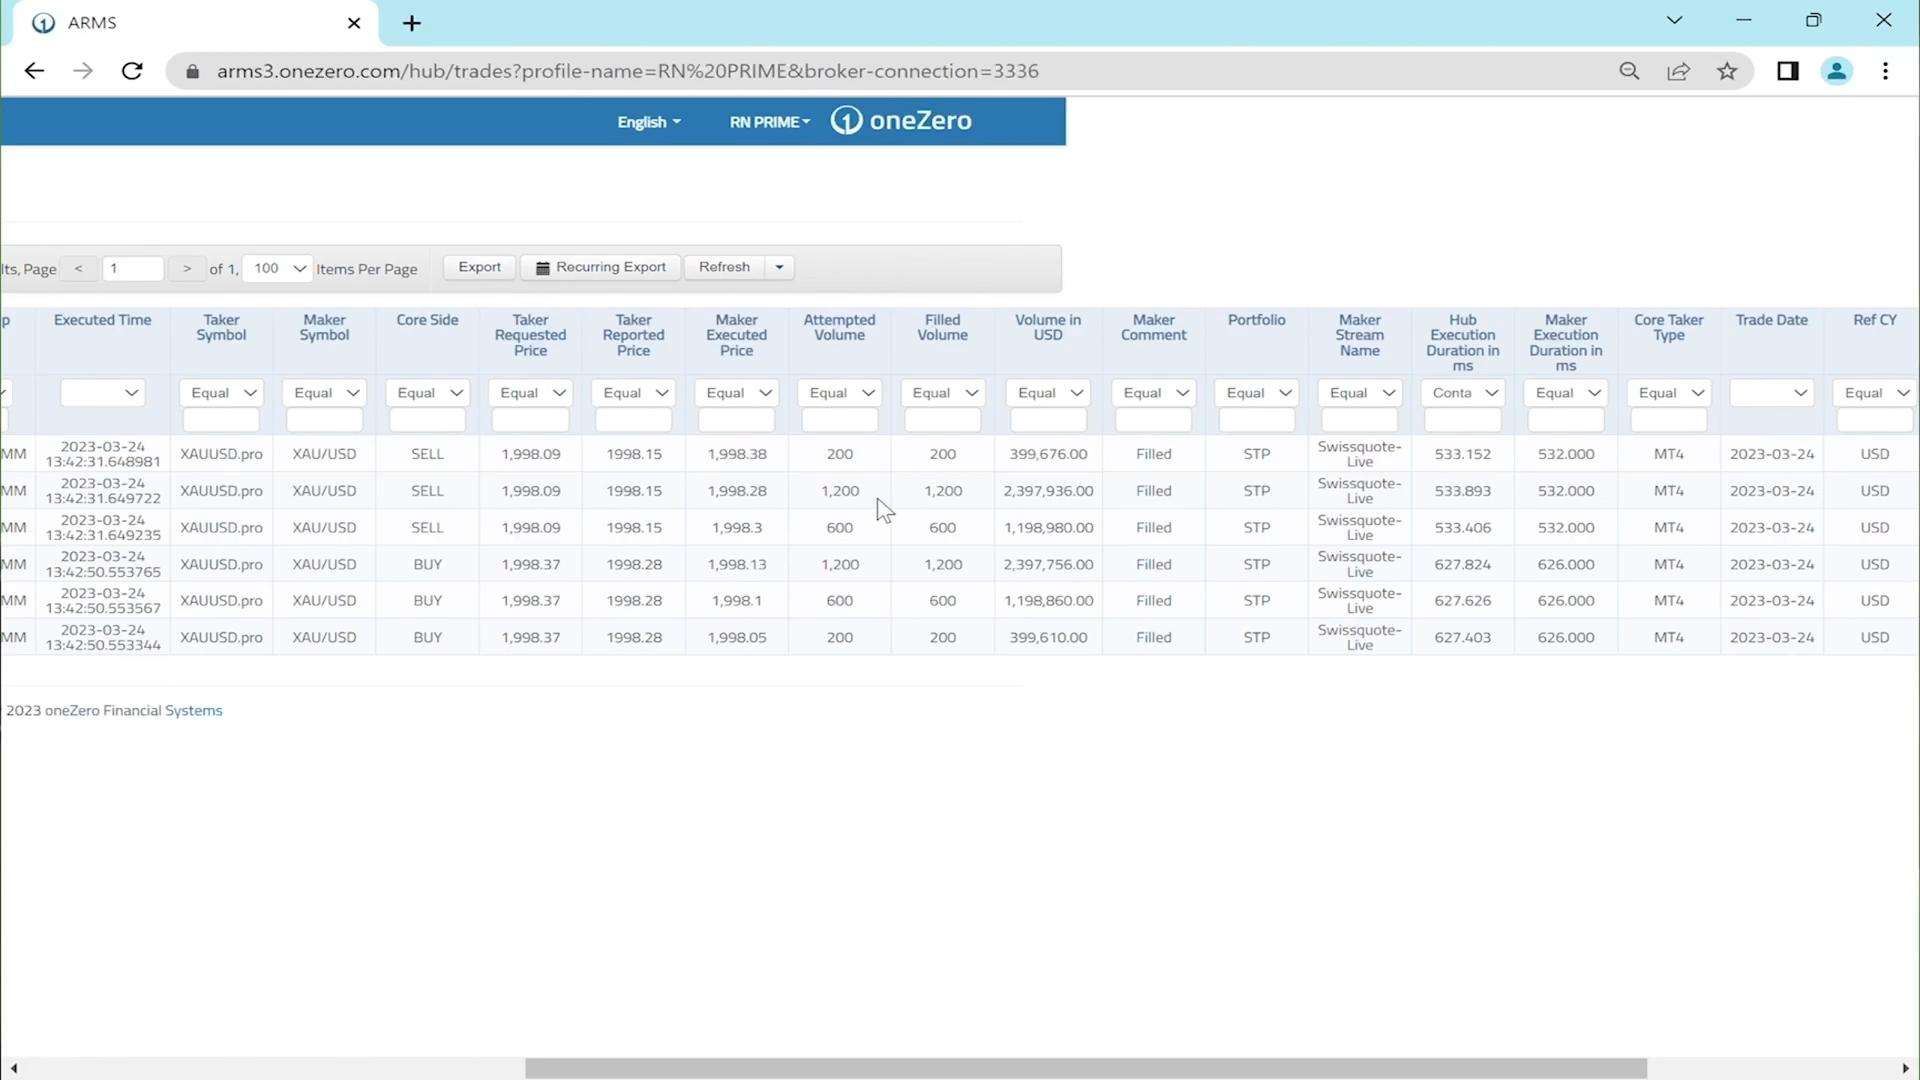 ARMS
arms3.onezero.com/hub/trades?profile-name=RN%20PRIME&broker-connection=3336
English RN PRIME oneZero
lts, Page < 1 > of 1, 100 Items Per Page Export Recurring Export Refresh
p Executed Time Taker Symbol Maker Symbol Core Side Taker Requested Price Taker Reported Price Maker Executed Price Attempted Volume Filled Volume Volume in USD Maker Comment Portfolio Maker Stream Name Hub Execution Duration in ms Maker Execution Duration in ms Core Taker Type Trade Date Ref CY
Equal Equal Equal Equal Equal Equal Equal Equal Equal Equal Equal Equal Conta Equal Equal Equal
MM 2023-03-24 13:42:31.648981 XAUUSD.pro XAU/USD SELL 1,998.09 1998.15 1,998.38 200 200 399,676.00 Filled STP Swissquote-Live 533.152 532.000 MT4 2023-03-24 USD
MM 2023-03-24 13:42:31.649722 XAUUSD.pro XAU/USD SELL 1,998.09 1998.15 1,998.28 1,200 1,200 2,397,936.00 Filled STP Swissquote-Live 533.893 532.000 MT4 2023-03-24 USD
MM 2023-03-24 13:42:31.649235 XAUUSD.pro XAU/USD SELL 1,998.09 1998.15 1,998.3 600 600 1,198,980.00 Filled STP Swissquote-Live 533.406 532.000 MT4 2023-03-24 USD
MM 2023-03-24 13:42:50.553765 XAUUSD.pro XAU/USD BUY 1,998.37 1998.28 1,998.13 1,200 1,200 2,397,756.00 Filled STP Swissquote-Live 627.824 626.000 MT4 2023-03-24 USD
MM 2023-03-24 13:42:50.553567 XAUUSD.pro XAU/USD BUY 1,998.37 1998.28 1,998.1 600 600 1,198,860.00 Filled STP Swissquote-Live 627.626 626.000 MT4 2023-03-24 USD
MM 2023-03-24 13:42:50.553344 XAUUSD.pro XAU/USD BUY 1,998.37 1998.28 1,998.05 200 200 399,610.00 Filled STP Swissquote-Live 627.403 626.000 MT4 2023-03-24 USD
2023 oneZero Financial Systems